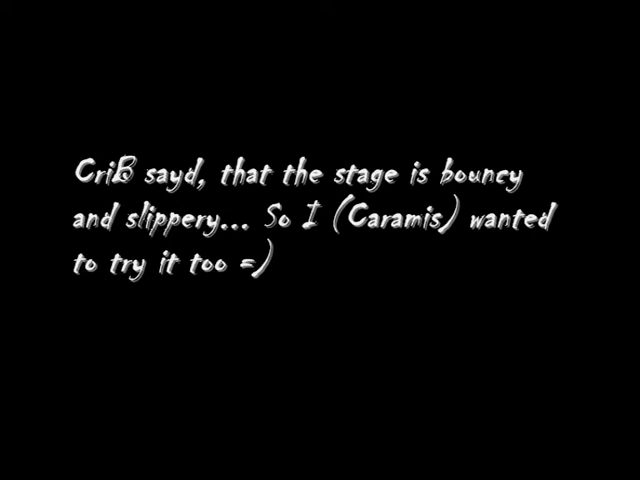 CriB sayd, that the stage is bouncy
and slippery... So I (Caramis) wanted
to try it too =)